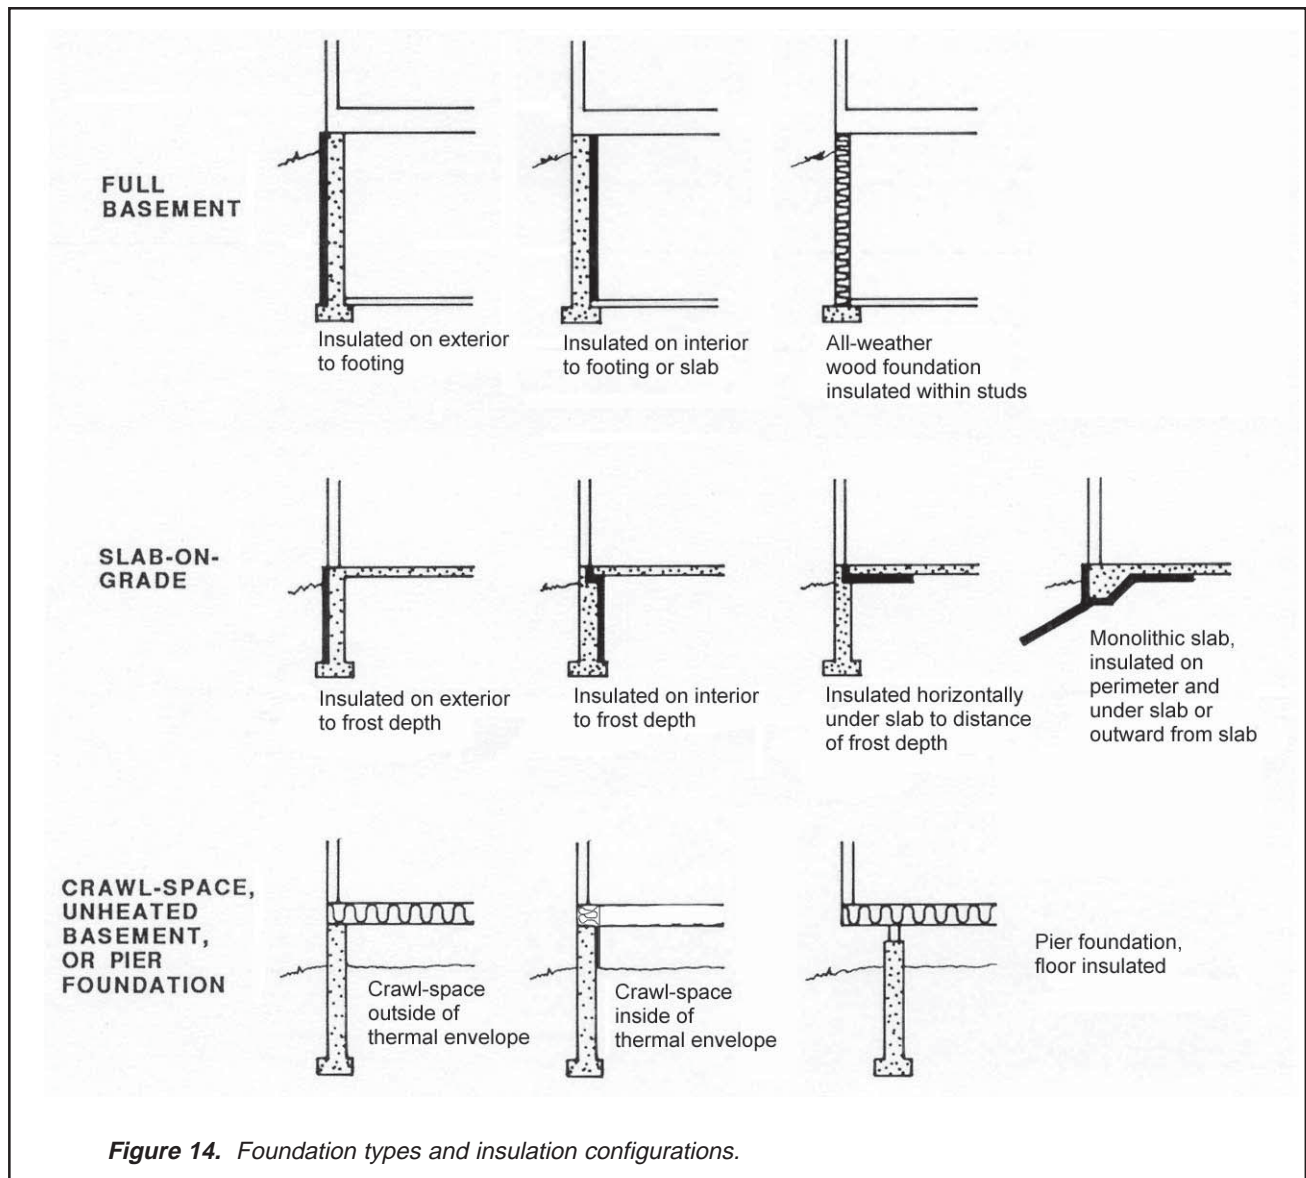 FULL
BASEMENT
Insulated on exterior
to footing
Insulated on interior
to footing or slab
All-weather
wood foundation
insulated within studs
SLAB-ON-
GRADE
Insulated on exterior
to frost depth
Insulated on interior
to frost depth
Insulated horizontally
under slab to distance
of frost depth
Monolithic slab,
insulated on
perimeter and
under slab or
outward from slab
CRAWL-SPACE,
UNHEATED
BASEMENT,
OR PIER
FOUNDATION
Crawl-space
outside of
thermal envelope
Crawl-space
inside of
thermal envelope
Pier foundation,
floor insulated
Figure 14. Foundation types and insulation configurations.